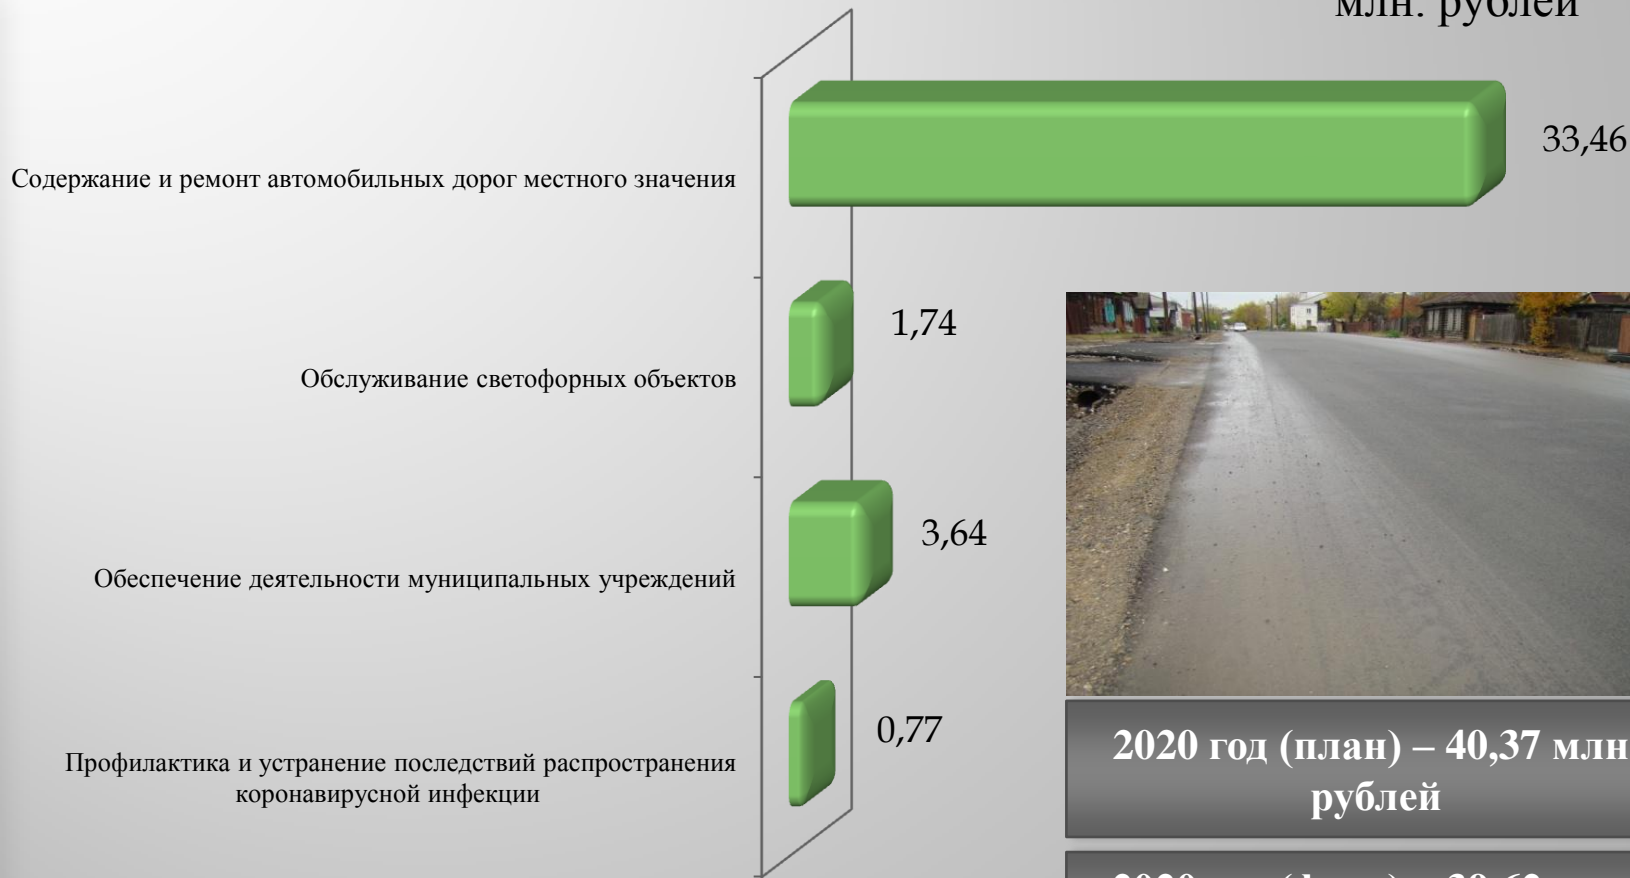 млн. рублей
33,46
Содержание и ремонт автомобильных дорог местного значения
1,74
Обслуживание светофорных объектов
3,64
Обеспечение деятельности муниципальных учреждений
0,77
Профилактика и устранение последствий распространения
коронавирусной инфекции
2020 год (план) – 40,37 млн
рублей